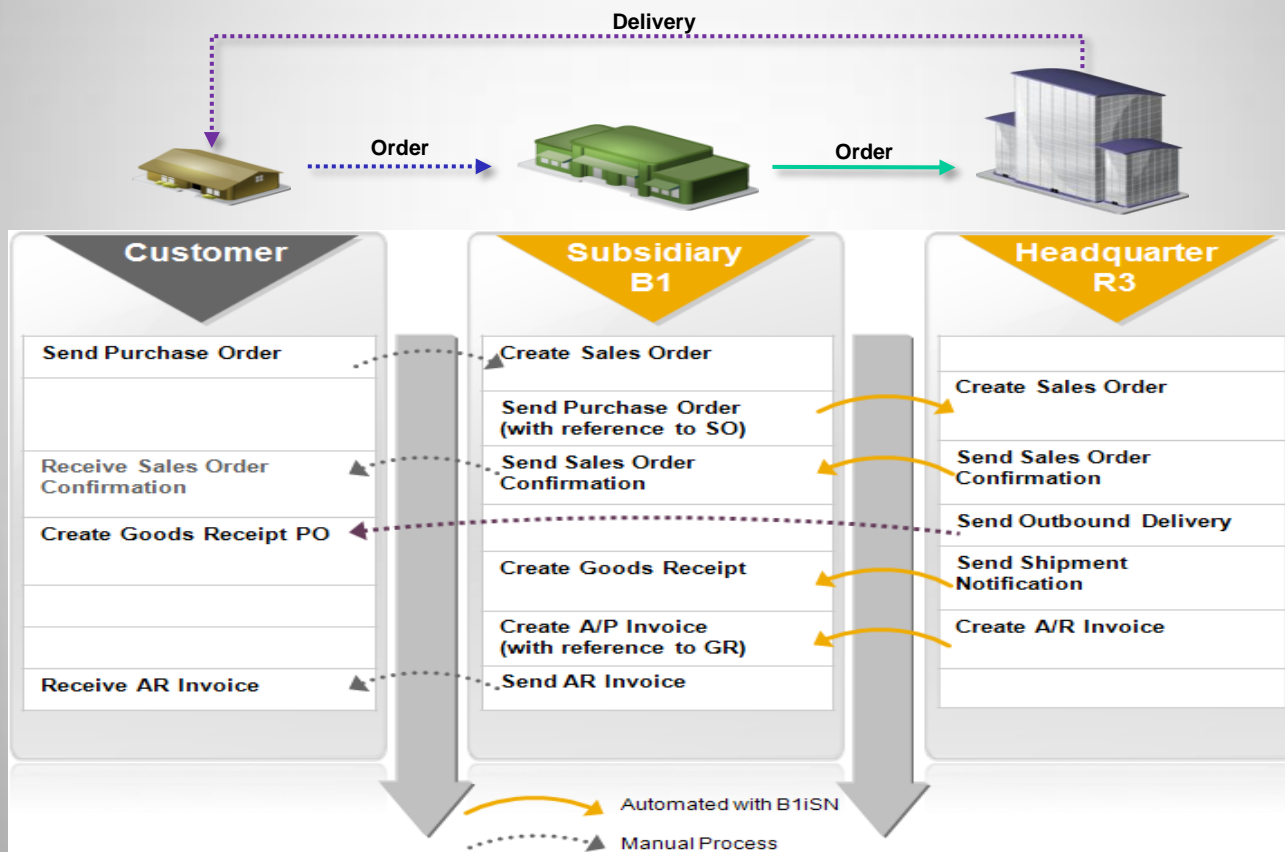 Delivery
Order
Order
Customer
Subsidiary
B1
Headquarter
R3
Send Purchase Order
Create Sales Order
Create Sales Order
Send Purchase Order
(with reference to SO)
Receive Sales Order
Confirmation
Send Sales Order
Confirmation
Send Sales Order
Confirmation
Create Goods Receipt PO
Send Outbound Delivery
Create Goods Receipt
Send Shipment
Notification
Create A/P Invoice
(with reference to GR)
Create A/R Invoice
Receive AR Invoice
Send AR Invoice
Automated with B1iSN
Manual Process